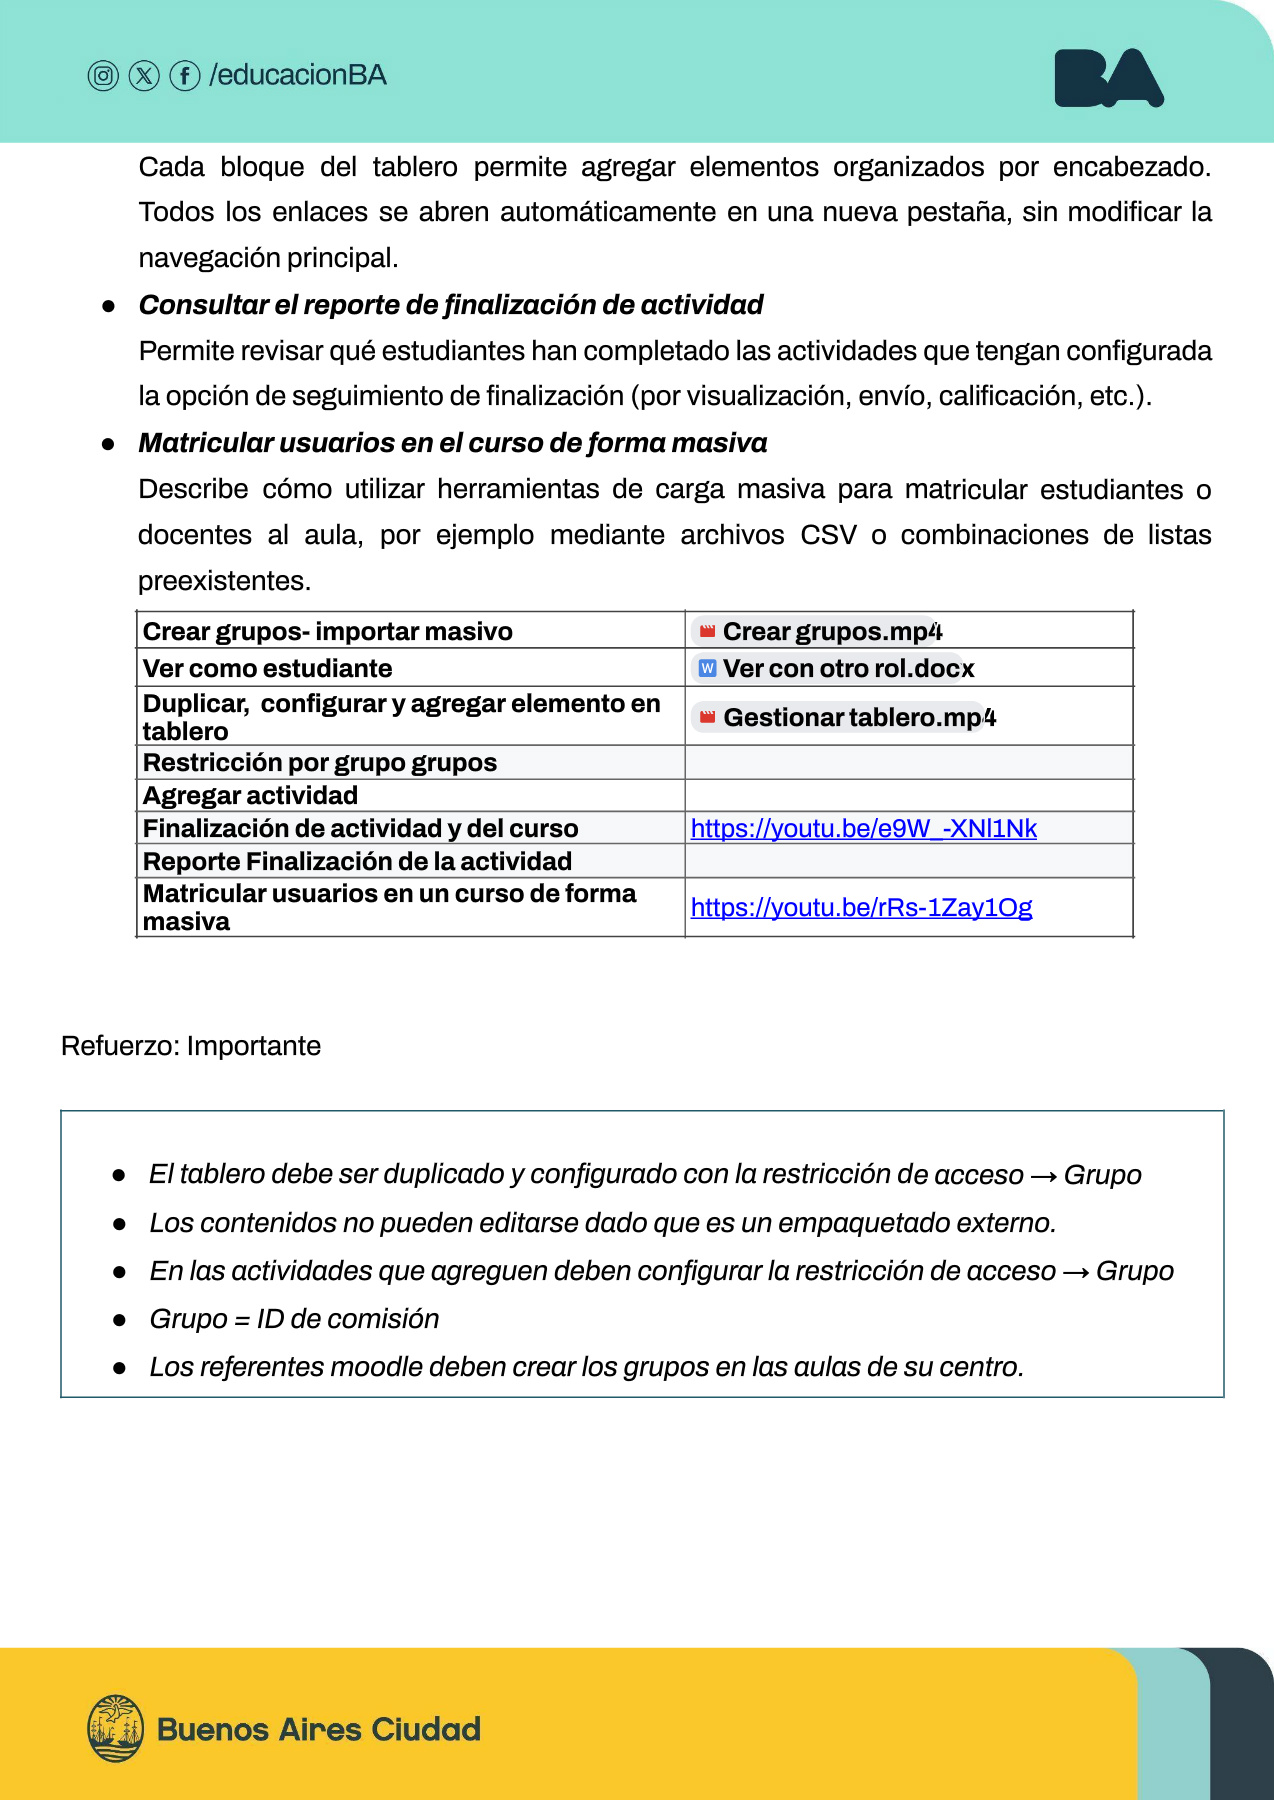 /educacionBA
BA
Cada bloque del tablero permite agregar elementos organizados por encabezado.
Todos los enlaces se abren automáticamente en una nueva pestaña, sin modificar la
navegación principal.
● Consultar el reporte de finalización de actividad
Permite revisar qué estudiantes han completado las actividades que tengan configurada
la opción de seguimiento de finalización (por visualización, envío, calificación, etc.).
● Matricular usuarios en el curso de forma masiva
Describe cómo utilizar herramientas de carga masiva para matricular estudiantes o
docentes al aula, por ejemplo mediante archivos CSV o combinaciones de listas
preexistentes.
Crear grupos- importar masivo Crear grupos.mp4
Ver como estudiante Ver con otro rol.docx
Duplicar, configurar y agregar elemento en
tablero Gestionar tablero.mp4
Restricción por grupo grupos
Agregar actividad
Finalización de actividad y del curso https://youtu.be/e9W_-XNl1Nk
Reporte Finalización de la actividad
Matricular usuarios en un curso de forma
masiva https://youtu.be/rRs-1Zay1Og
Refuerzo: Importante
● El tablero debe ser duplicado y configurado con la restricción de acceso → Grupo
● Los contenidos no pueden editarse dado que es un empaquetado externo.
● En las actividades que agreguen deben configurar la restricción de acceso → Grupo
● Grupo = ID de comisión
● Los referentes moodle deben crear los grupos en las aulas de su centro.
Buenos Aires Ciudad